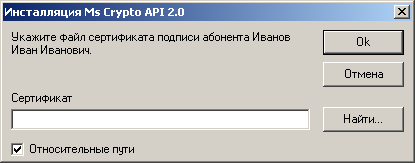 Инсталляция Ms Crypto API 2.0
Укажите файл сертификата подписи абонента Иванов
Иван Иванович.
Ok
Отмена
Сертификат
Найти...
Относительные пути